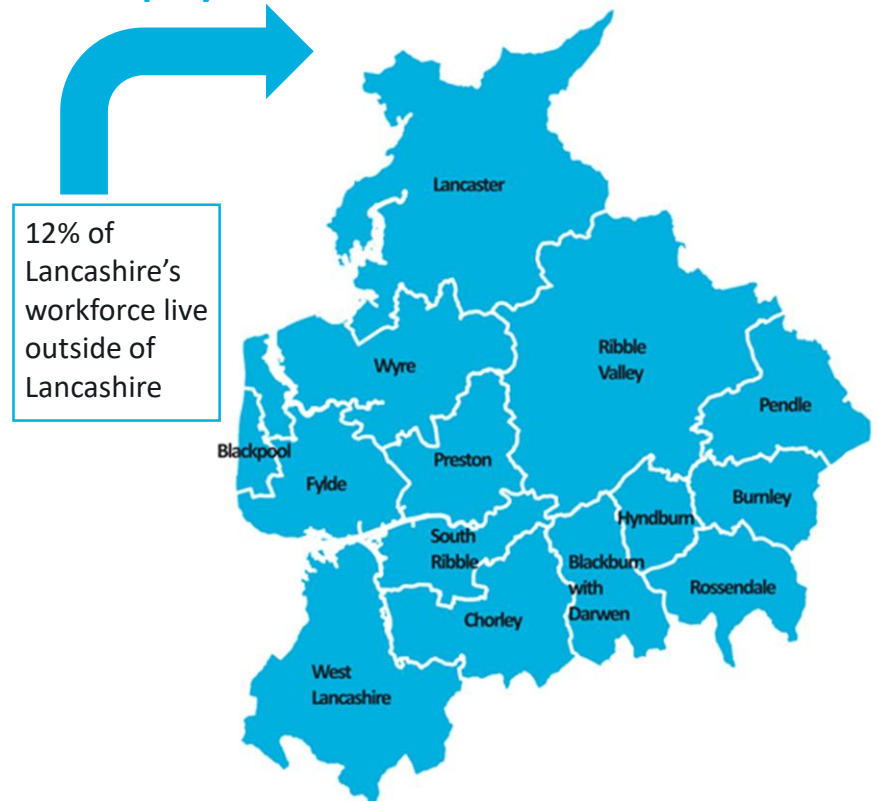 12% of
Lancashire’s
workforce live
outside of
Lancashire
Lancaster
Ribble
Valley
Wyre
Pendle
Blackpool
Preston
Fylde
Burnley
Hyndburn
South
Ribble
Blackburn
with
Darwen
Rossendale
Chorley
West
Lancashire